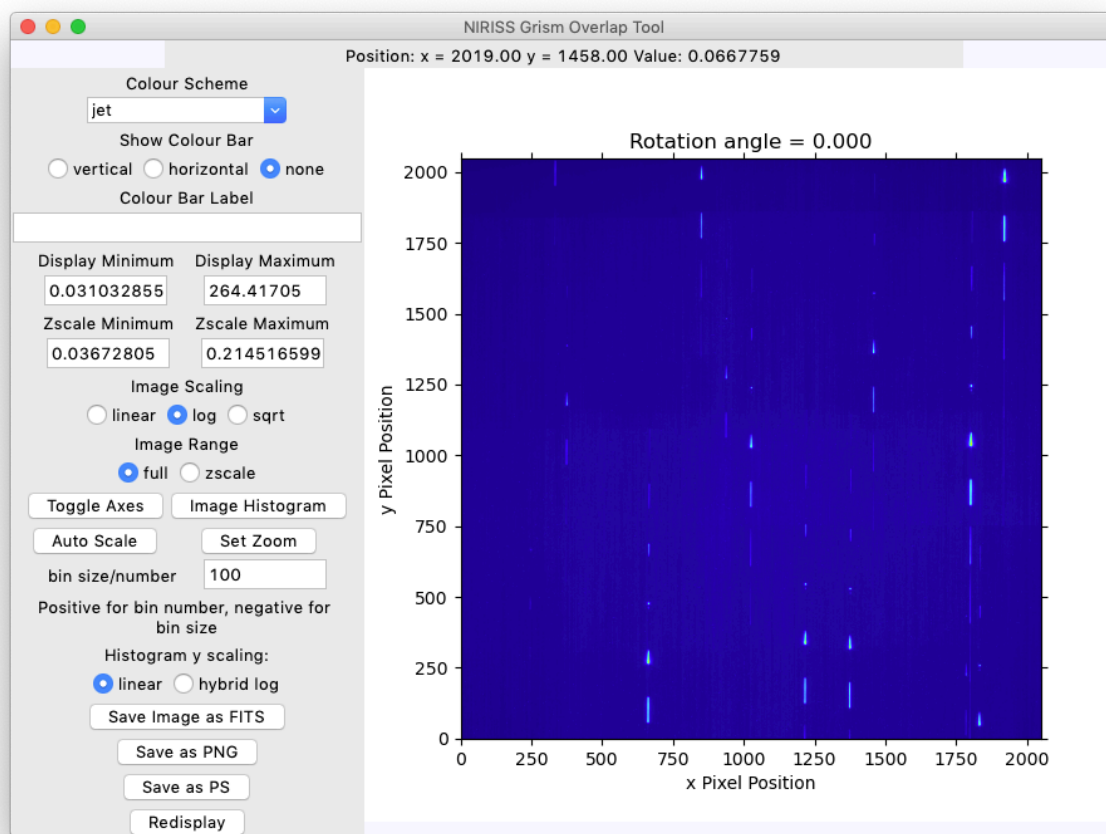 NIRISS Grism Overlap Tool
Position: x = 2019.00 y = 1458.00 Value: 0.0667759
Colour Scheme
jet
Show Colour Bar
vertical horizontal none
Colour Bar Label
Display Minimum Display Maximum
0.031032855 264.41705
Zscale Minimum Zscale Maximum
0.03672805 0.214516599
Image Scaling
linear log sqrt
Image Range
full zscale
Toggle Axes Image Histogram
Auto Scale Set Zoom
bin size/number 100
Positive for bin number, negative for
bin size
Histogram y scaling:
linear hybrid log
Save Image as FITS
Save as PNG
Save as PS
Redisplay
Rotation angle = 0.000
2000
1750
1500
1250
1000
750
500
250
0
y Pixel Position
0 250 500 750 1000 1250 1500 1750 2000
x Pixel Position